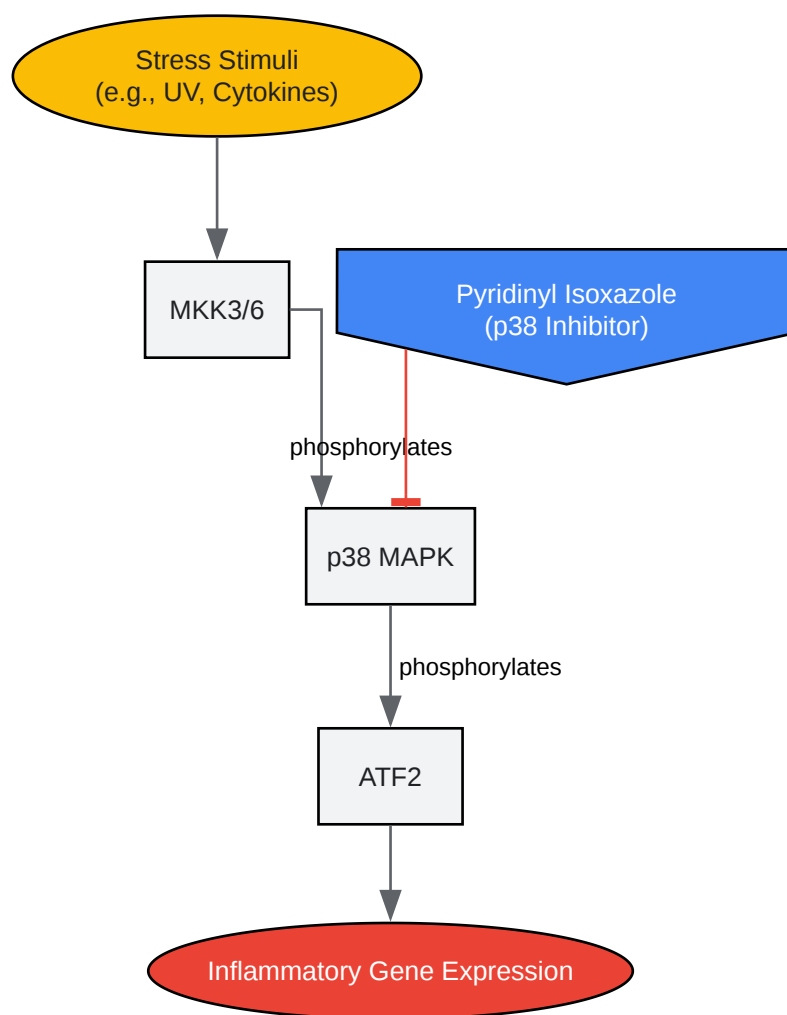 Stress Stimuli
(e.g., UV, Cytokines)
MKK3/6
Pyridinyl Isoxazole
(p38 Inhibitor)
phosphorylates
p38 MAPK
phosphorylates
ATF2
Inflammatory Gene Expression